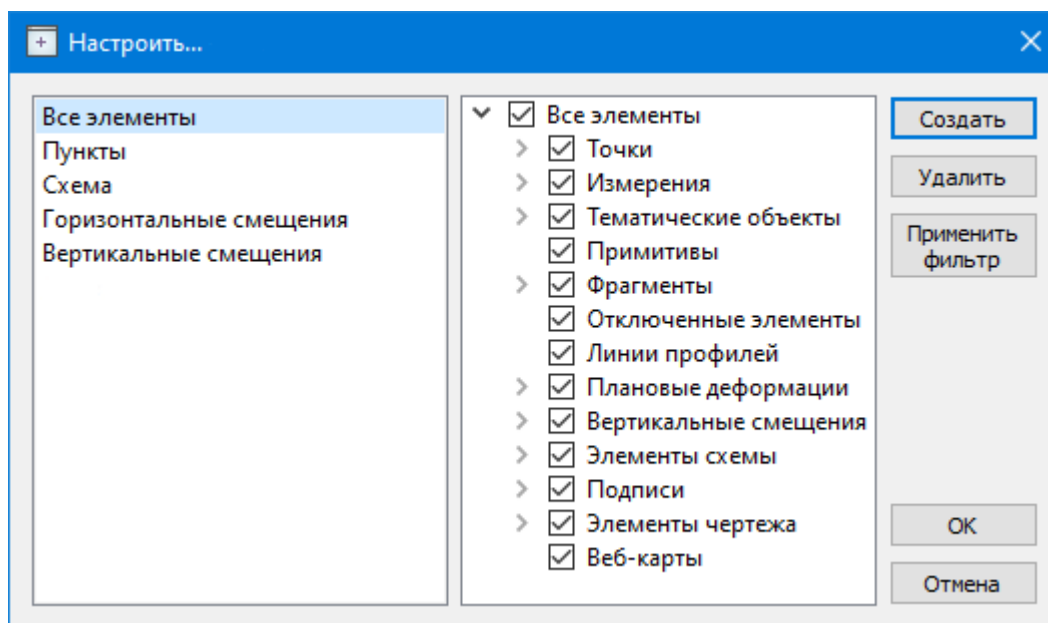 Настроить...
Все элементы
Пункты
Схема
Горизонтальные смещения
Вертикальные смещения
Все элементы
Точки
Измерения
Тематические объекты
Примитивы
Фрагменты
Отключенные элементы
Линии профилей
Плановые деформации
Вертикальные смещения
Элементы схемы
Подписи
Элементы чертежа
Веб-карты
Создать
Удалить
Применить
фильтр
ОК
Отмена